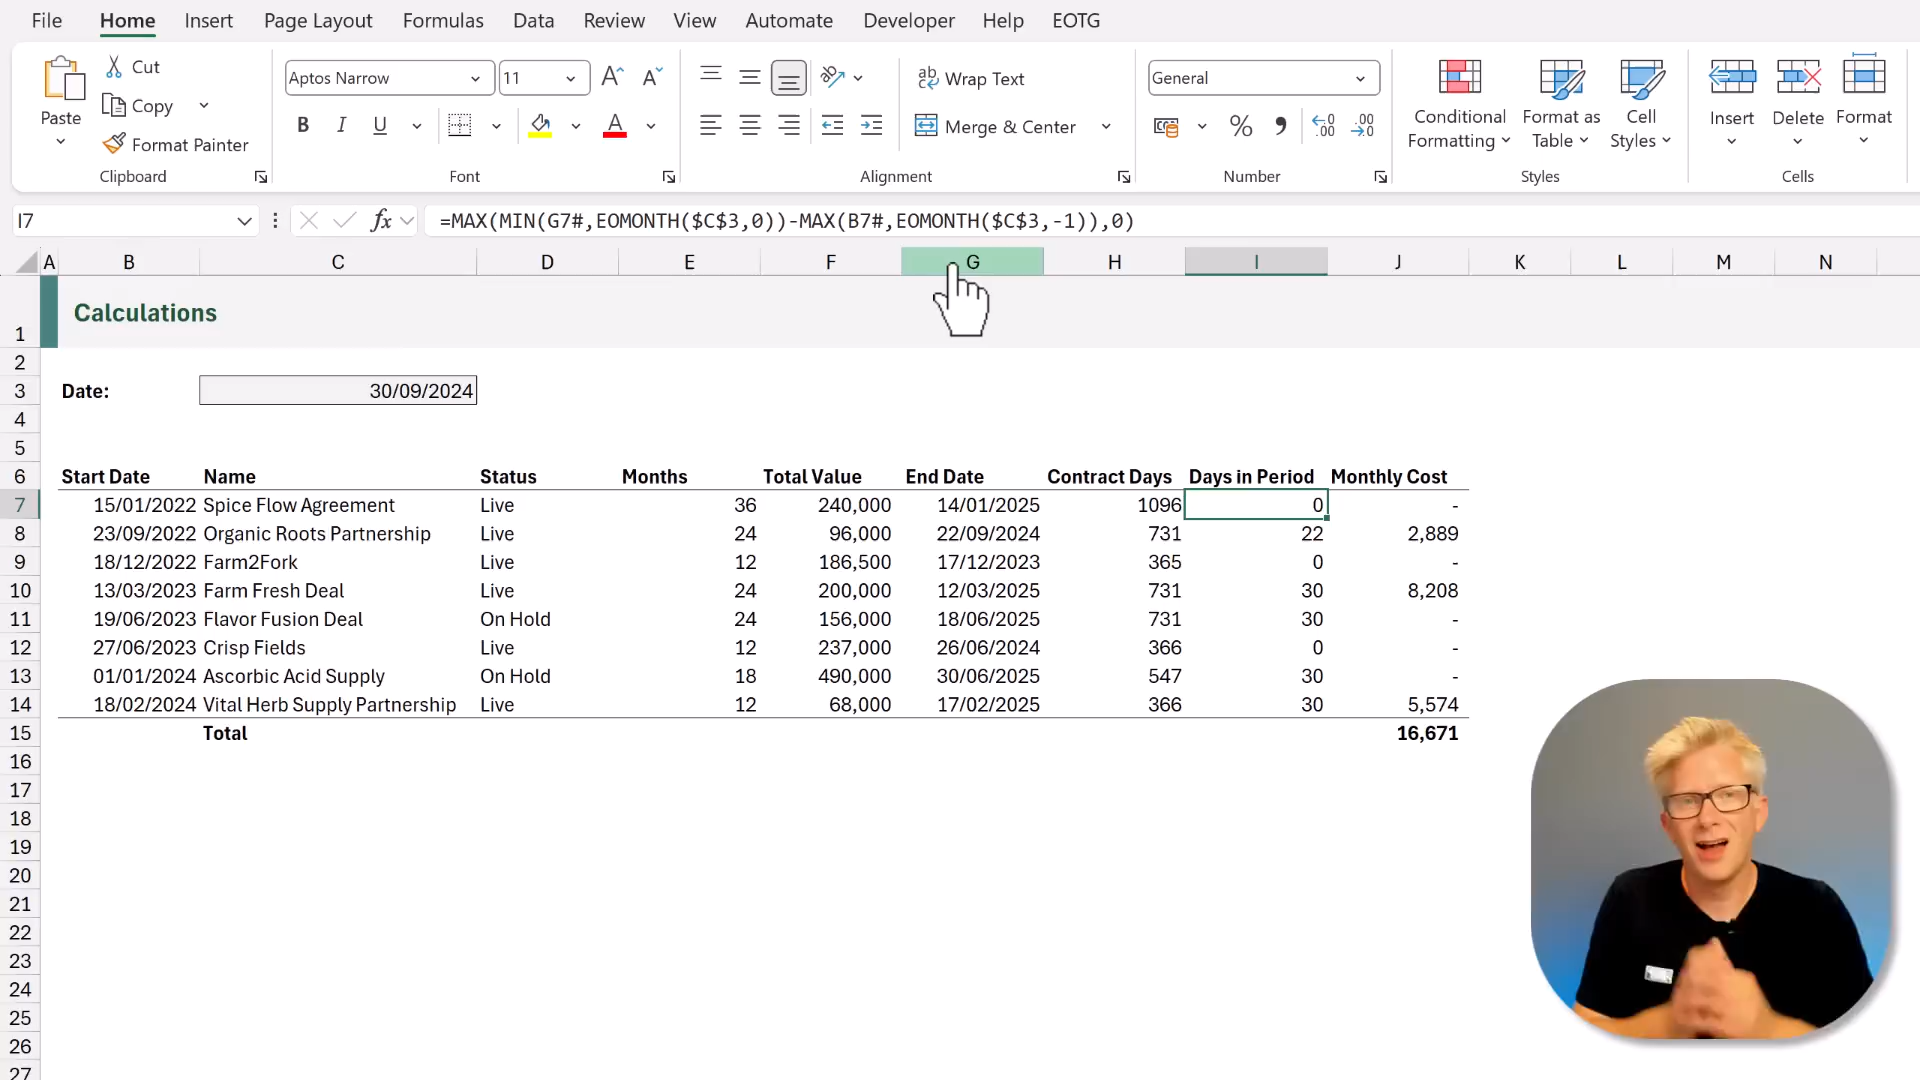 File Home Insert Page Layout Formulas Data Review View Automate Developer Help EOTG
Paste
Cut
Copy
Format Painter
Clipboard
Aptos Narrow 11
B I U
Font
Wrap Text
Merge & Center
Alignment
General
Number
Conditional Formatting
Format as Table
Cell Styles
Styles
Insert Delete Format
Cells
I7 fx =MAX(MIN(G7#,EOMONTH($C$3,0))-MAX(B7#,EOMONTH($C$3,-1)),0)
A B C D E F G H I J K L M N
1 Calculations
2
3 Date: 30/09/2024
4
5
6 Start Date Name Status Months Total Value End Date Contract Days Days in Period Monthly Cost
7 15/01/2022 Spice Flow Agreement Live 36 240,000 14/01/2025 1096 0 -
8 23/09/2022 Organic Roots Partnership Live 24 96,000 22/09/2024 731 22 2,889
9 18/12/2022 Farm2Fork Live 12 186,500 17/12/2023 365 0 -
10 13/03/2023 Farm Fresh Deal Live 24 200,000 12/03/2025 731 30 8,208
11 19/06/2023 Flavor Fusion Deal On Hold 24 156,000 18/06/2025 731 30 -
12 27/06/2023 Crisp Fields Live 12 237,000 26/06/2024 366 0 -
13 01/01/2024 Ascorbic Acid Supply On Hold 18 490,000 30/06/2025 547 30 -
14 18/02/2024 Vital Herb Supply Partnership Live 12 68,000 17/02/2025 366 30 5,574
15 Total 16,671
16
17
18
19
20
21
22
23
24
25
26
27